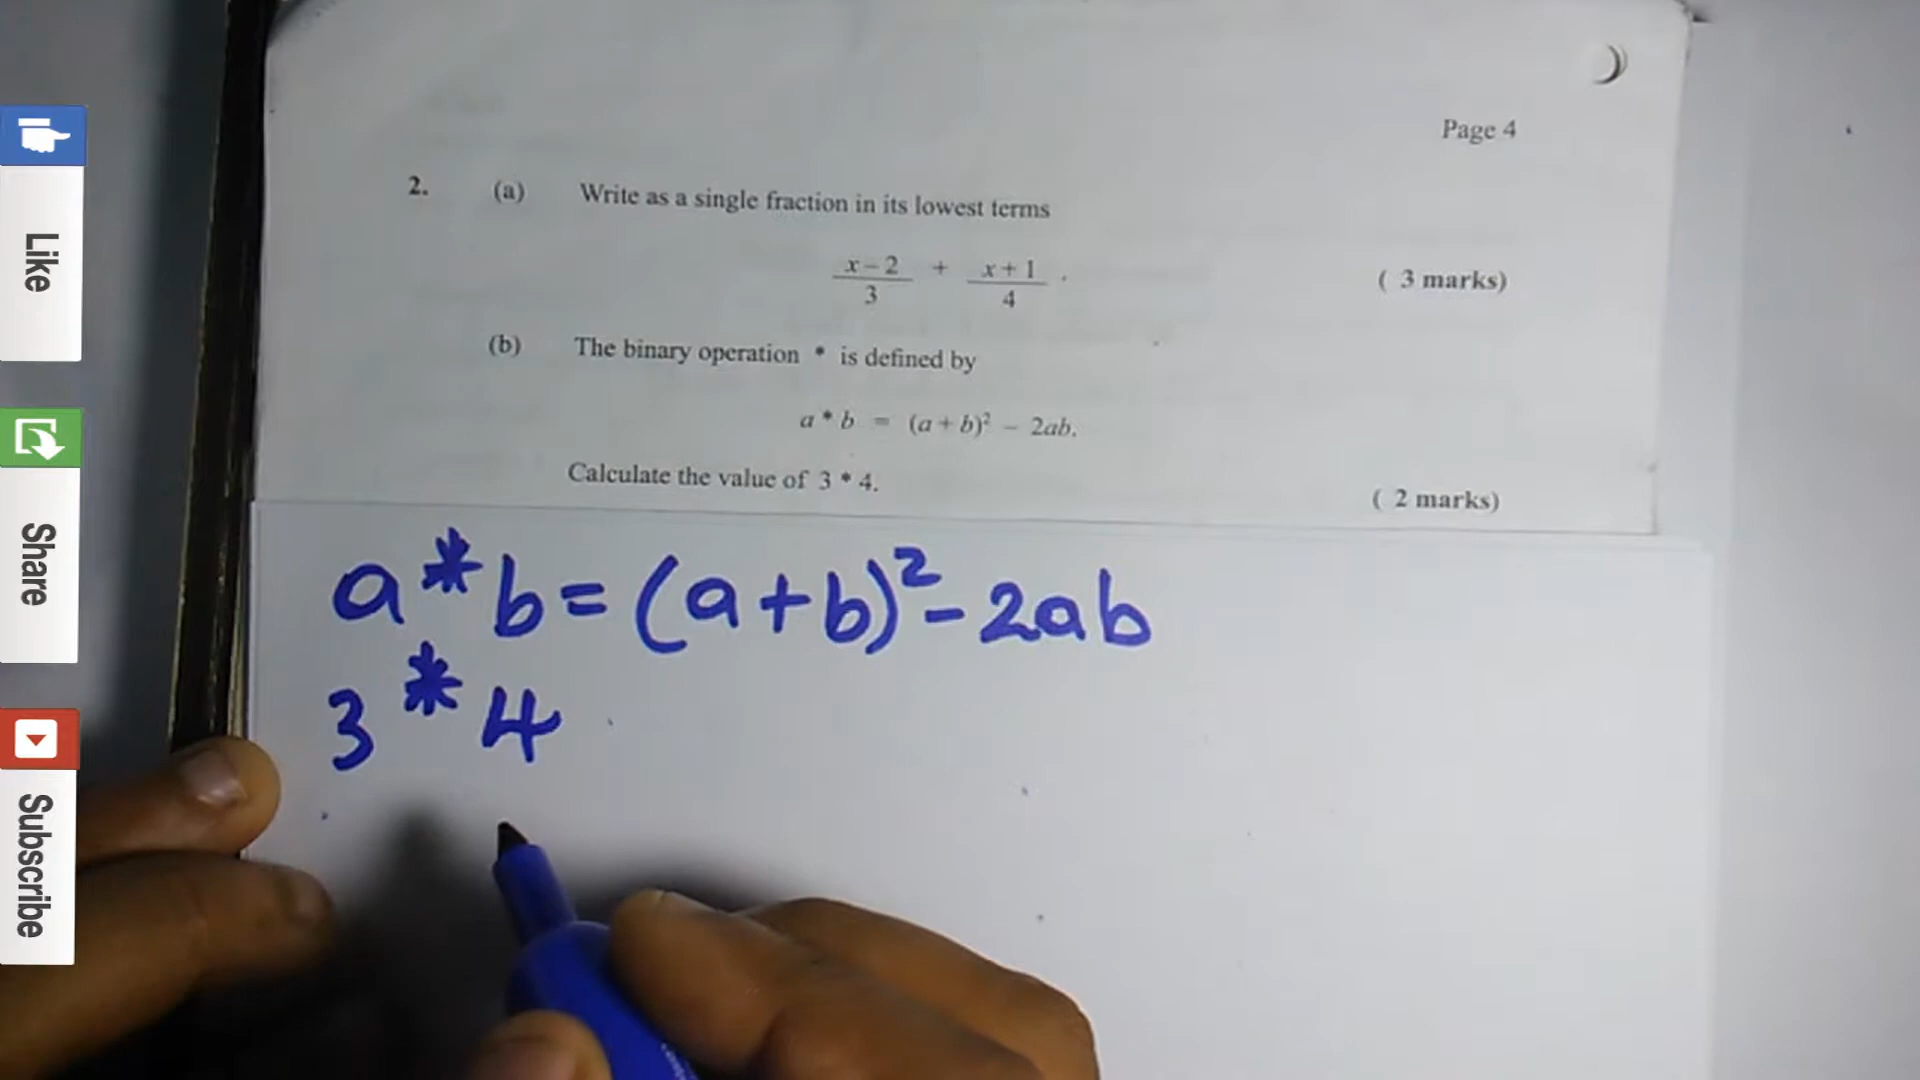 Page 4
2. (a) Write as a single fraction in its lowest terms
x – 2 / 3 + x + 1 / 4 .
( 3 marks)
(b) The binary operation * is defined by
a * b = (a + b)² – 2ab.
Calculate the value of 3 * 4.
( 2 marks)
a * b = (a + b)² - 2ab
3 * 4
Like
Share
Subscribe